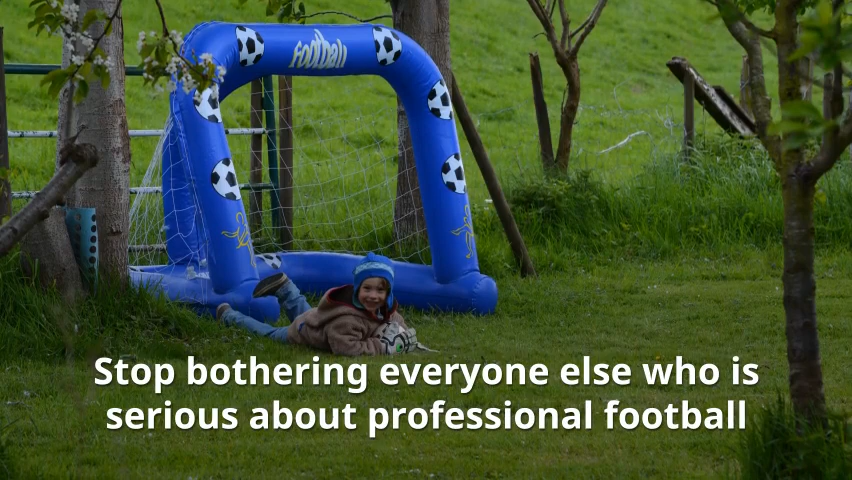 Football
Stop bothering everyone else who is
serious about professional football